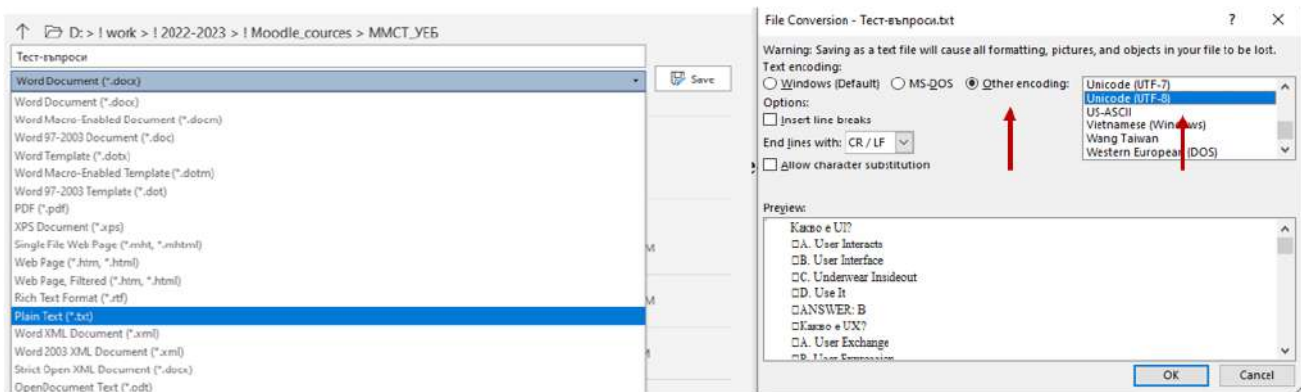 D: > ! work > ! 2022-2023 > ! Moodle_cources > ММСТ_УЕБ
Тест-въпроси
Word Document (*.docx)
Save
Word Document (*.docx)
Word Macro-Enabled Document (*.docm)
Word 97-2003 Document (*.doc)
Word Template (*.dotx)
Word Macro-Enabled Template (*.dotm)
Word 97-2003 Template (*.dot)
PDF (*.pdf)
XPS Document (*.xps)
Single File Web Page (*.mht, *.mhtml)
Web Page (*.htm, *.html)
Web Page, Filtered (*.htm, *.html)
Rich Text Format (*.rtf)
Plain Text (*.txt)
Word XML Document (*.xml)
Word 2003 XML Document (*.xml)
Strict Open XML Document (*.docx)
OpenDocument Text (*.odt)
File Conversion - Тест-въпроси.txt
Warning: Saving as a text file will cause all formatting, pictures, and objects in your file to be lost.
Text encoding:
Windows (Default) MS-DOS Other encoding:
Unicode (UTF-7)
Unicode (UTF-8)
US-ASCII
Vietnamese (Windows)
Wang Taiwan
Western European (DOS)
Options:
Insert line breaks
End lines with: CR / LF
Allow character substitution
Preview:
Какво е UI?
A. User Interacts
B. User Interface
C. Underwear Insideout
D. Use It
ANSWER: B
Какво е UX?
A. User Exchange
B. User Expression
OK Cancel